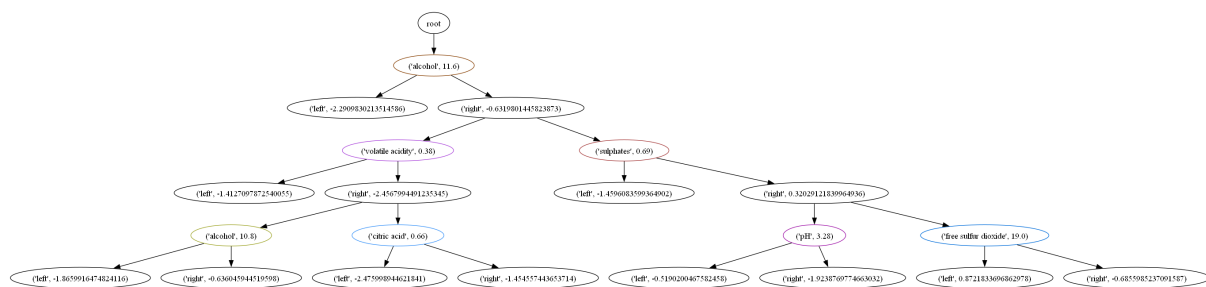 root
('alcohol', 11.6)
('left', -2.2909830213514586)
('right', -0.6319801445823873)
('volatile acidity', 0.38)
('sulphates', 0.69)
('left', -1.4127097872540055)
('right', -2.4567994491235345)
('left', -1.4596083599364902)
('right', 0.32029121839964936)
('alcohol', 10.8)
('citric acid', 0.66)
('pH', 3.28)
('free sulfur dioxide', 19.0)
('left', -1.8659916474824116)
('right', -0.636045944519598)
('left', -2.475998944621841)
('right', -1.454557443653714)
('left', -0.5190200467582458)
('right', -1.9238769774663032)
('left', 0.8721833696862978)
('right', -0.6855985237091587)